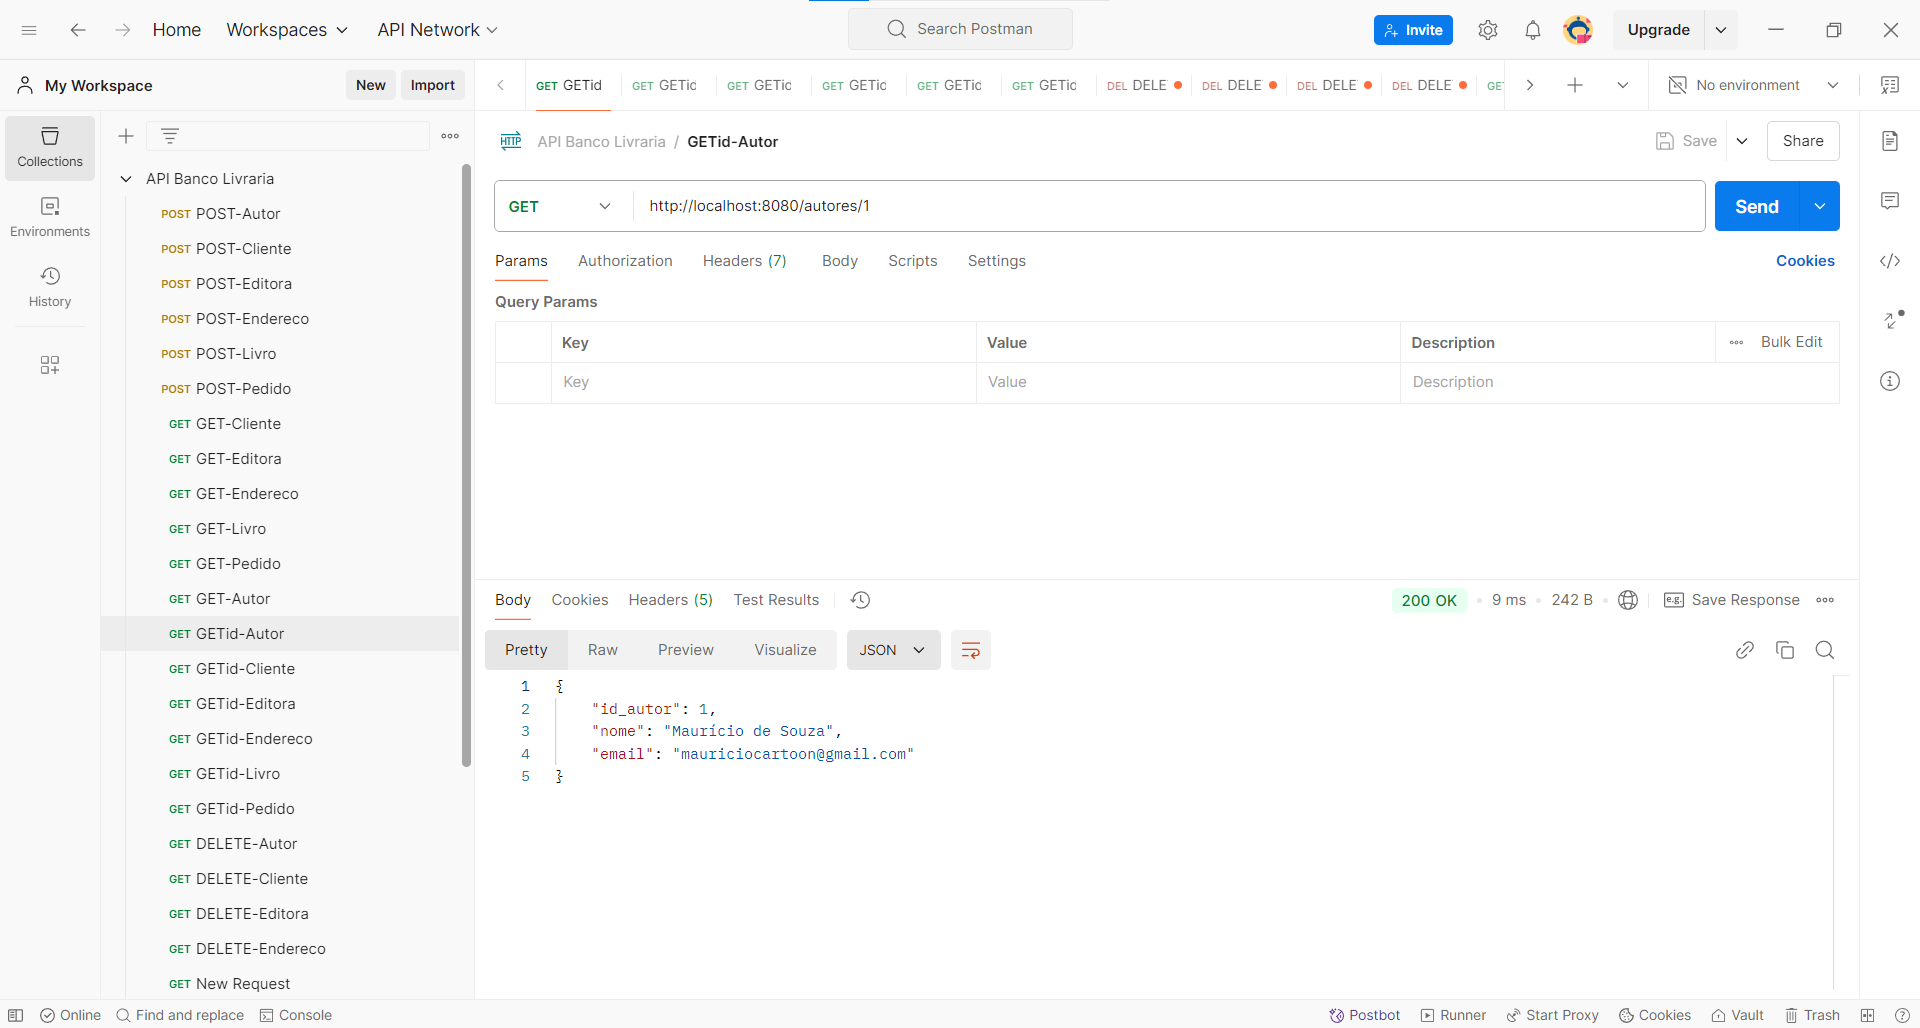 Home Workspaces API Network Search Postman Invite Upgrade
My Workspace New Import GET GETid GET GETid GET GETid GET GETid GET GETid GET GETid DEL DELE DEL DELE DEL DELE DEL DELE GET No environment
Collections
Environments
History
API Banco Livraria
POST POST-Autor
POST POST-Cliente
POST POST-Editora
POST POST-Endereco
POST POST-Livro
POST POST-Pedido
GET GET-Cliente
GET GET-Editora
GET GET-Endereco
GET GET-Livro
GET GET-Pedido
GET GET-Autor
GET GETid-Autor
GET GETid-Cliente
GET GETid-Editora
GET GETid-Endereco
GET GETid-Livro
GET GETid-Pedido
GET DELETE-Autor
GET DELETE-Cliente
GET DELETE-Editora
GET DELETE-Endereco
GET New Request
HTTP API Banco Livraria / GETid-Autor Save Share
GET http://localhost:8080/autores/1 Send
Params Authorization Headers (7) Body Scripts Settings Cookies
Query Params
Key Value Description Bulk Edit
Key Value Description
Body Cookies Headers (5) Test Results 200 OK 9 ms 242 B e.g. Save Response
Pretty Raw Preview Visualize JSON
1 {
2 "id_autor": 1,
3 "nome": "Maurício de Souza",
4 "email": "mauriciocartoon@gmail.com"
5 }
Online Find and replace Console Postbot Runner Start Proxy Cookies Vault Trash